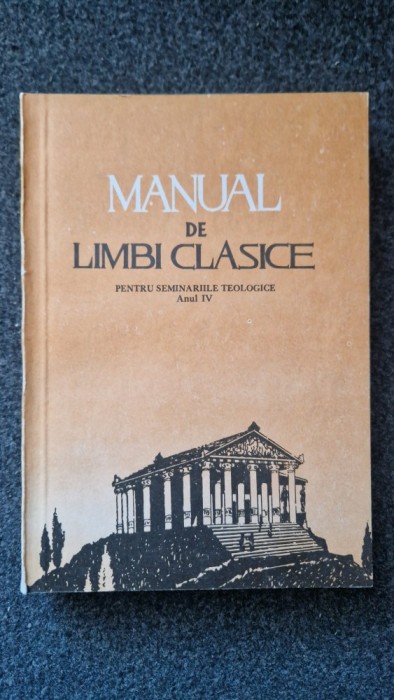 MANUAL
DE
LIMBI CLASICE
PENTRU SEMINARIILE TEOLOGICE
Anul IV